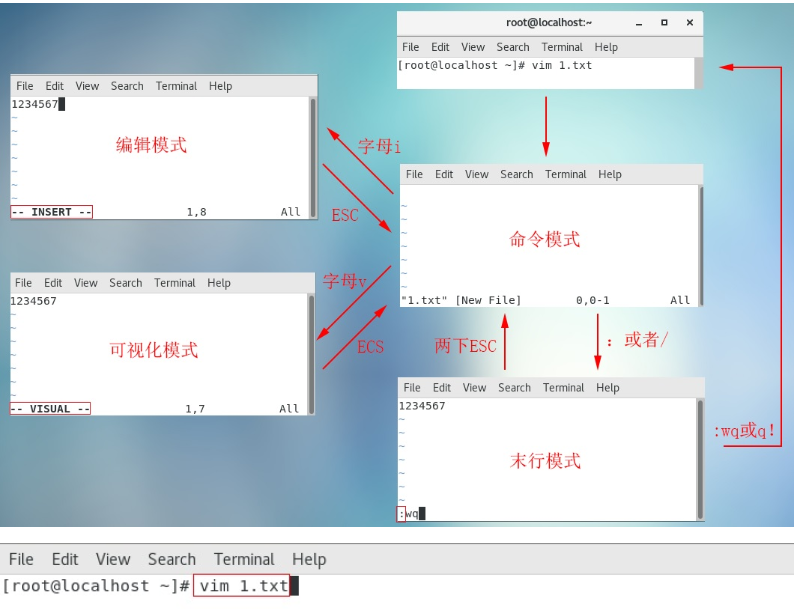 root@localhost:~
File Edit View Search Terminal Help
[root@localhost ~]# vim 1.txt
File Edit View Search Terminal Help
1234567
~
~
~
~
~
编辑模式
-- INSERT -- 1,8 All
字母i
ESC
File Edit View Search Terminal Help
~
~
~
~
~
命令模式
"1.txt" [New File] 0,0-1 All
字母v
ECS
File Edit View Search Terminal Help
1234567
~
~
~
~
~
可视化模式
-- VISUAL -- 1,7 All
两下ESC
：或者/
File Edit View Search Terminal Help
1234567
~
~
~
~
~
末行模式
:wq
:wq或q!
File Edit View Search Terminal Help
[root@localhost ~]# vim 1.txt